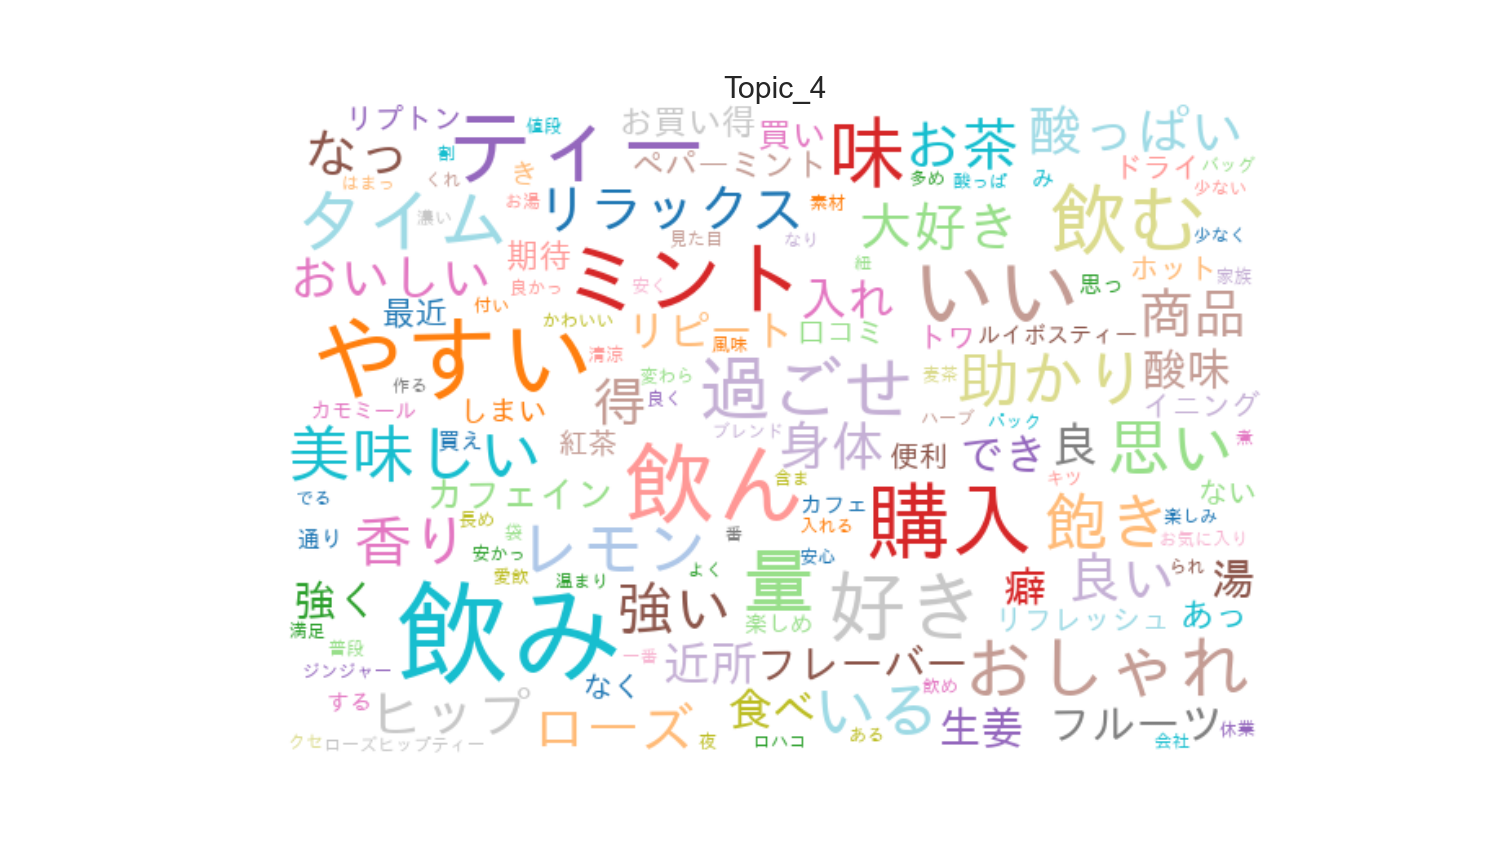 Topic_4
リプトン
ティー
値段
お買い得
買い
味
お茶
酸っぱい
なっ
割
き
ペパーミント
多め
酸っぱ
み
ドライ
バッグ
はまっ
くれ
少ない
タイム
濃い
お湯
リラックス
素材
大好き
飲む
少なく
見た目
なり
おいしい
期待
良かっ
ミント
安く
紐
入れ
いい
思っ
ホット
家族
最近
付い
かわいい
リピート
風味
口コミ
トワ
ルイボスティー
商品
やすい
清涼
作る
変わら
得
良く
過ごせ
麦茶
助かり
酸味
カモミール
しまい
ハーブ
パック
イニング
美味しい
買え
紅茶
ブレンド
身体
便利
でき
良
思い
煮
でる
カフェイン
飲ん
含ま
カフェ
入れる
購入
キツ
飽き
ない
楽しみ
お気に入り
通り
香り
長め
袋
安かっ
レモン
番
安心
愛飲
温まり
よく
量
楽しめ
好き
癖
良い
られ
湯
強く
満足
飲み
強い
リフレッシュ
あっ
普段
ジンジャー
一番
なく
近所
フレーバー
飲め
おしゃれ
する
ヒップ
ローズ
食べ
いる
生姜
フルーツ
休業
クセ
ローズヒップティー
夜
ロハコ
ある
会社